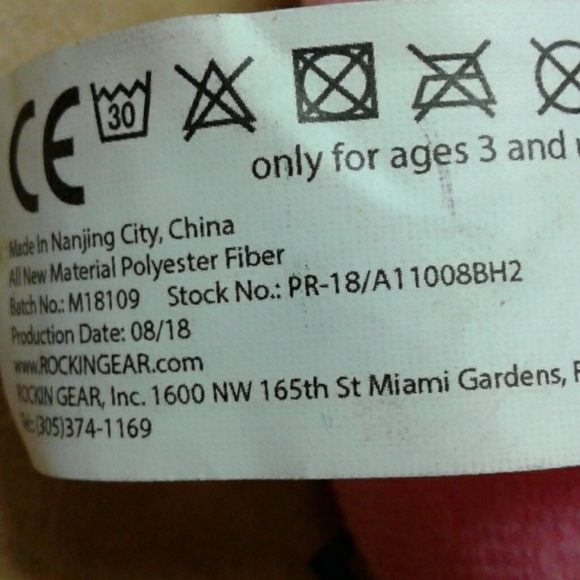 CE 30
only for ages 3 and
Made In Nanjing City, China
All New Material Polyester Fiber
Batch No.: M18109 Stock No.: PR-18/A11008BH2
Production Date: 08/18
www.ROCKINGEAR.com
ROCKIN GEAR, Inc. 1600 NW 165th St Miami Gardens, F
Tel:(305)374-1169